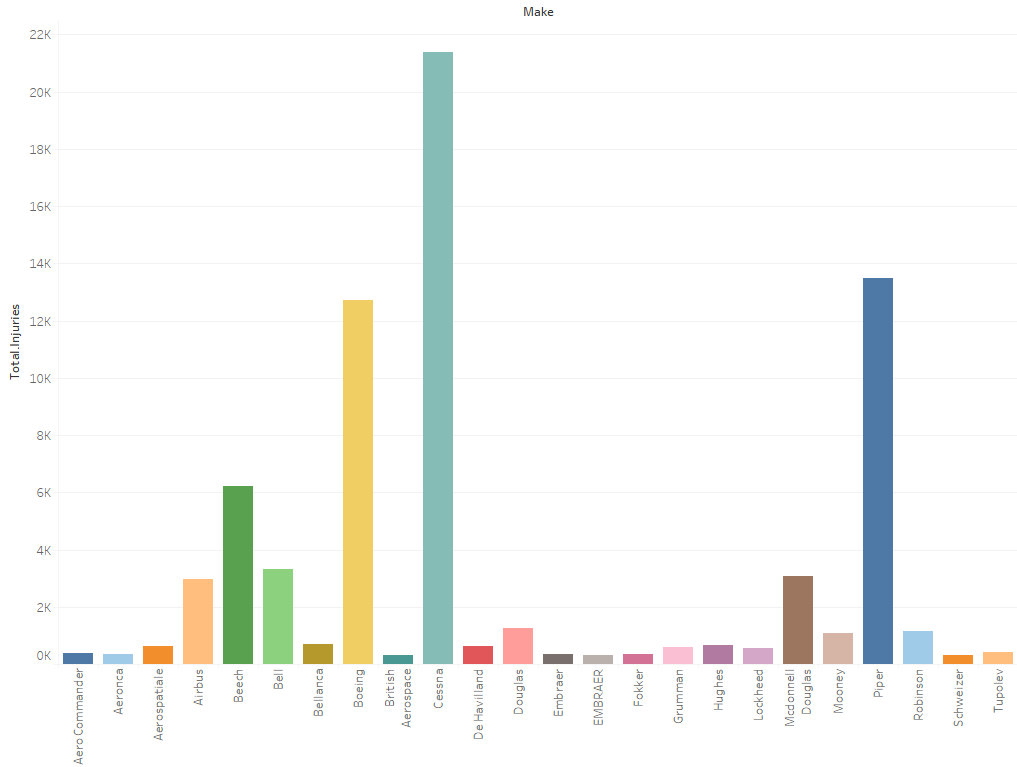 Make
22K
20K
18K
16K
14K
12K
10K
8K
6K
4K
2K
0K
Total.Injuries
Aero Commander
Aeronca
Aerospatiale
Airbus
Beech
Bell
Bellanca
Boeing
British
Aerospace
Cessna
De Havilland
Douglas
Embraer
EMBRAER
Fokker
Grumman
Hughes
Lockheed
Mcdonnell
Douglas
Mooney
Piper
Robinson
Schweizer
Tupolev